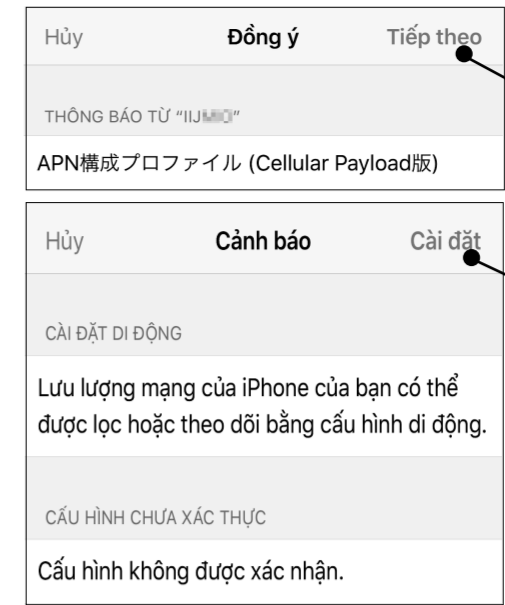 Hủy Đồng ý Tiếp theo
THÔNG BÁO TỪ “IIJ”
APN構成プロファイル (Cellular Payload版)
Hủy Cảnh báo Cài đặt
CÀI ĐẶT DI ĐỘNG
Lưu lượng mạng của iPhone của bạn có thể
được lọc hoặc theo dõi bằng cấu hình di động.
CẤU HÌNH CHƯA XÁC THỰC
Cấu hình không được xác nhận.